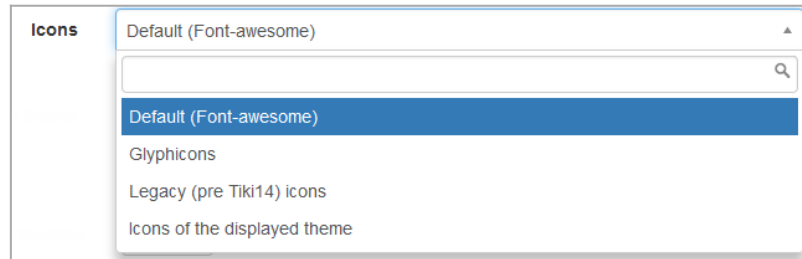 Icons
Default (Font-awesome)
Default (Font-awesome)
Glyphicons
Legacy (pre Tiki14) icons
Icons of the displayed theme